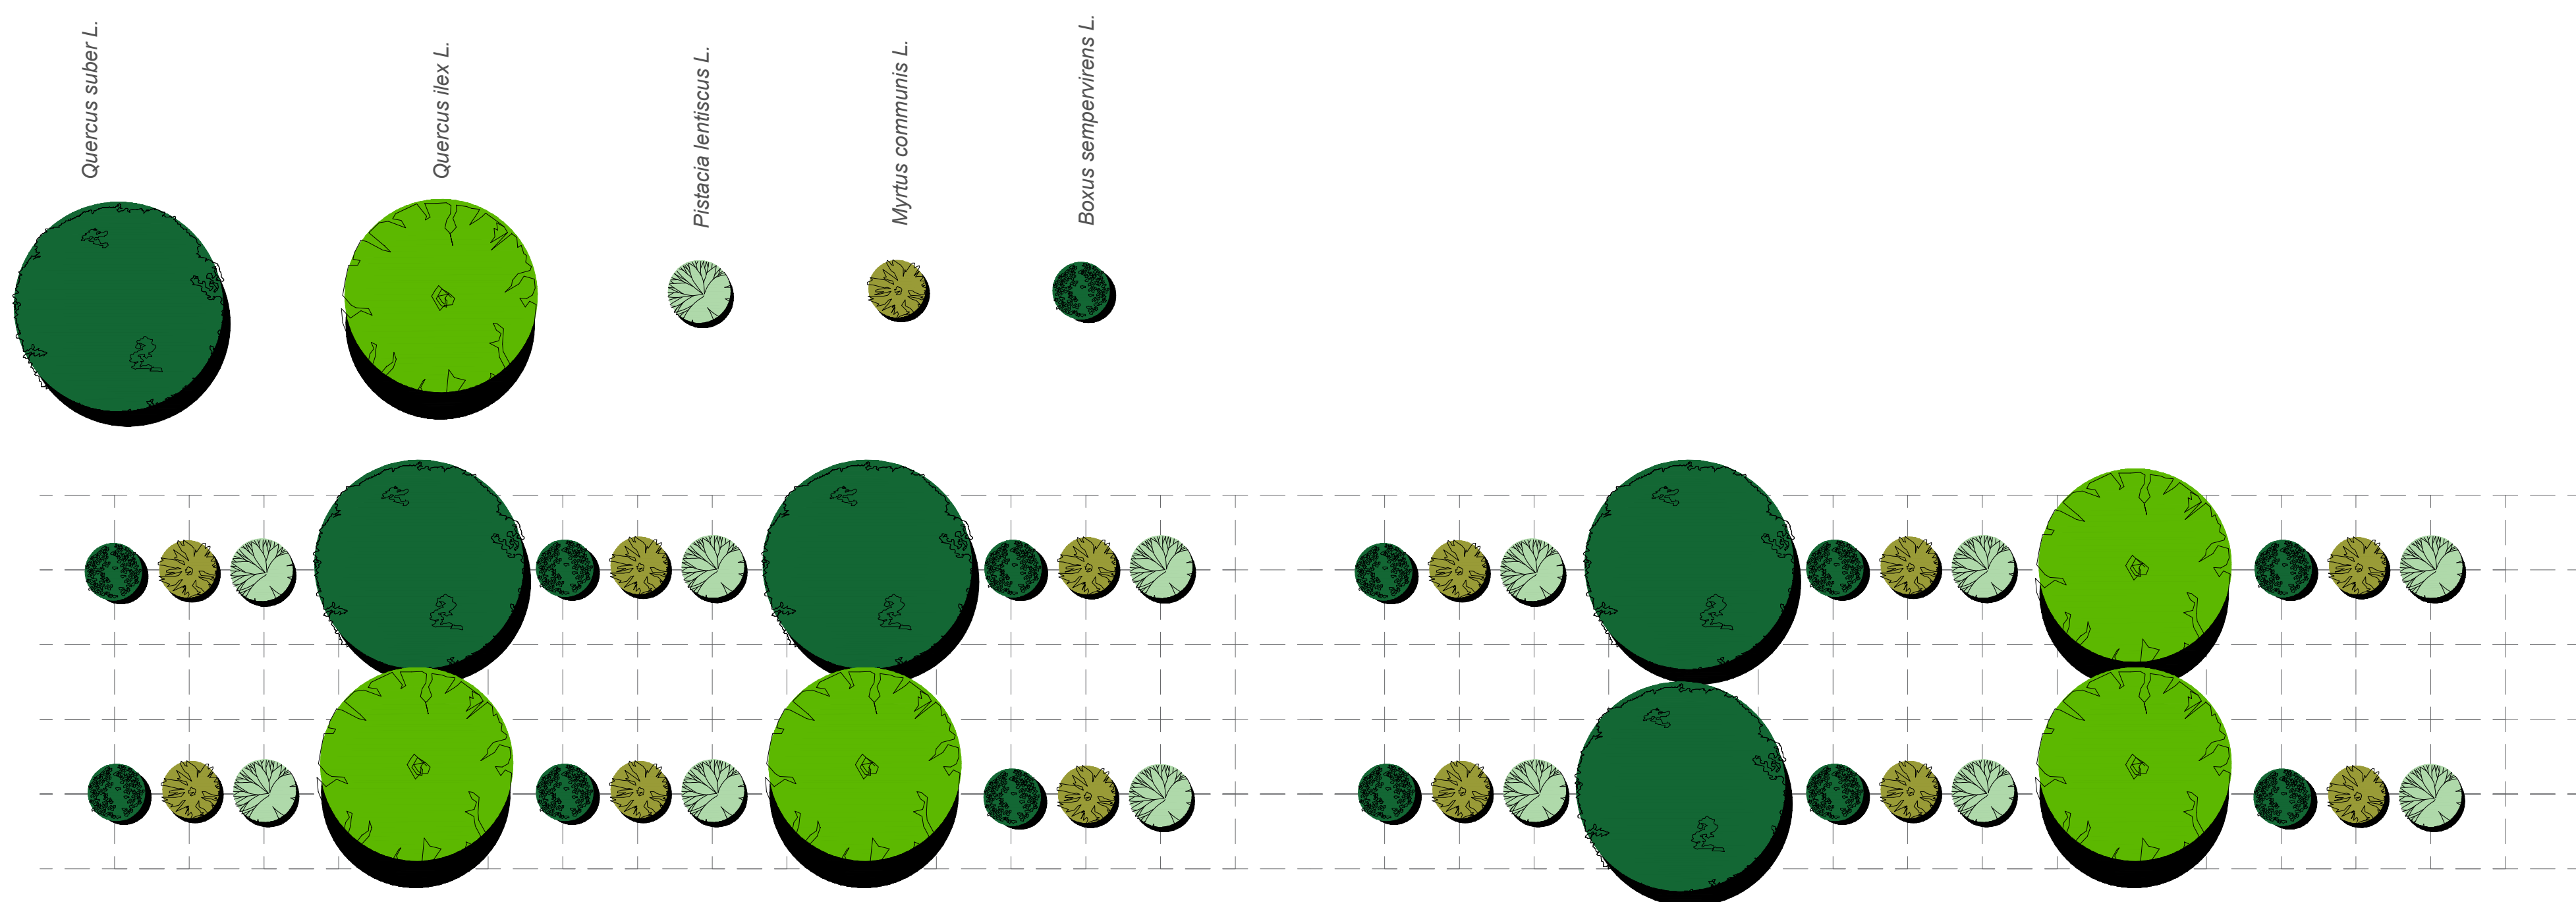 Quercus suber L.
Quercus ilex L.
Pistacia lentiscus L.
Myrtus communis L.
Boxus sempervirens L.